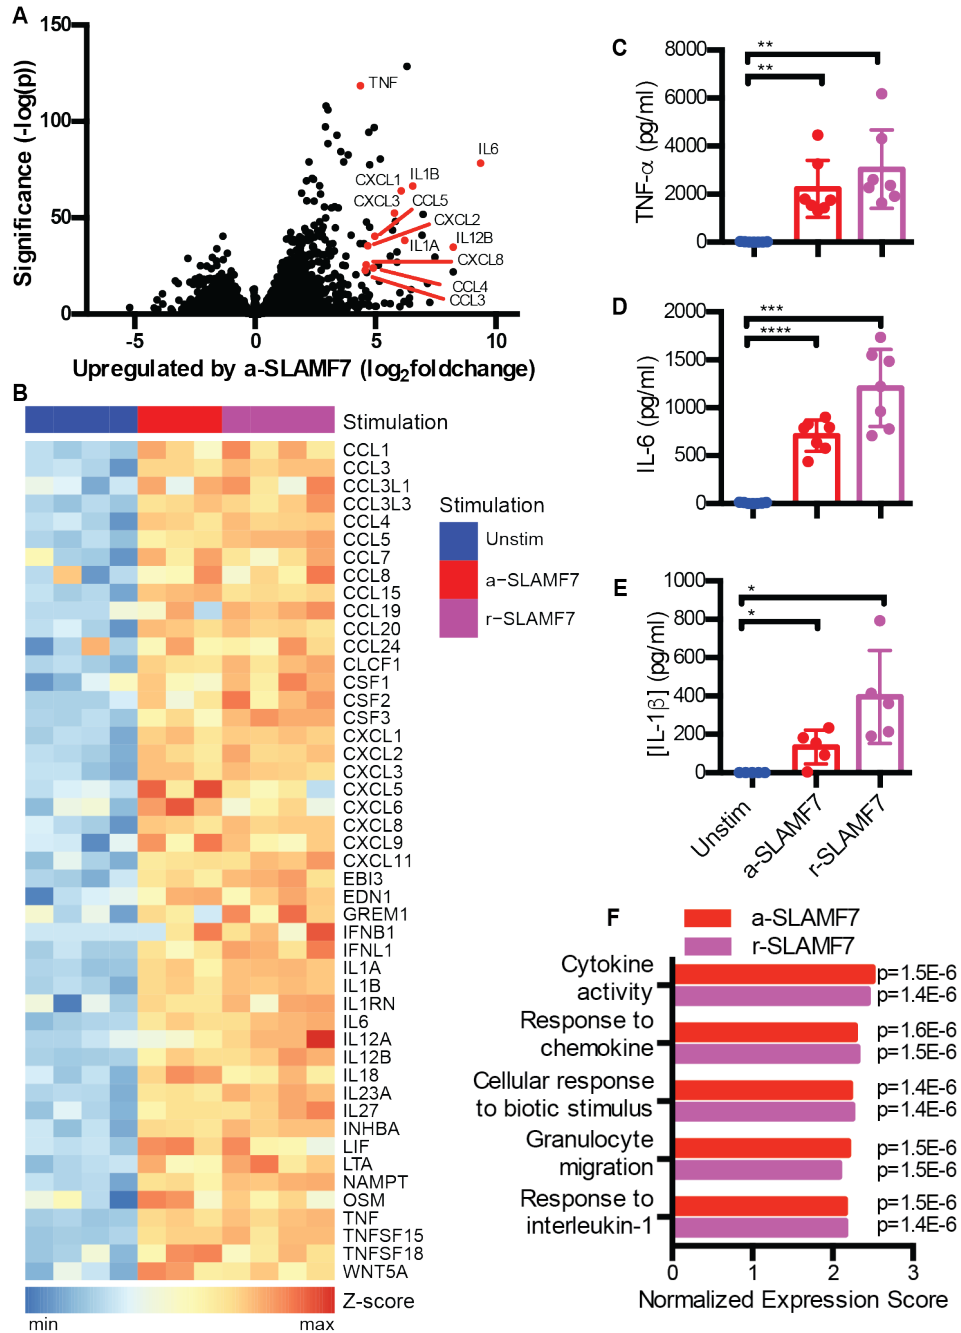 A
150
100
50
0
Significance (-log(p))
TNF
IL6
CXCL1
IL1B
CXCL3
CCL5
CXCL2
IL1A
IL12B
CXCL8
CCL4
CCL3
-5
0
5
10
Upregulated by a-SLAMF7 (log2foldchange)
B
Stimulation
CCL1
CCL3
CCL3L1
CCL3L3
CCL4
CCL5
CCL7
CCL8
CCL15
CCL19
CCL20
CCL24
CLCF1
CSF1
CSF2
CSF3
CXCL1
CXCL2
CXCL3
CXCL5
CXCL6
CXCL8
CXCL9
CXCL11
EBI3
EDN1
GREM1
IFNB1
IFNL1
IL1A
IL1B
IL1RN
IL6
IL12A
IL12B
IL18
IL23A
IL27
INHBA
LIF
LTA
NAMPT
OSM
TNF
TNFSF15
TNFSF18
WNT5A
Z-score
min
max
Stimulation
Unstim
a−SLAMF7
r−SLAMF7
C
8000
6000
4000
2000
0
TNF-α (pg/ml)
**
**
D
2000
1500
1000
500
0
IL-6 (pg/ml)
***
****
E
1000
800
600
400
200
0
[IL-1β] (pg/ml)
*
*
Unstim
a-SLAMF7
r-SLAMF7
F
a-SLAMF7
r-SLAMF7
Cytokine
activity
p=1.5E-6
p=1.4E-6
Response to
chemokine
p=1.6E-6
p=1.5E-6
Cellular response
to biotic stimulus
p=1.4E-6
p=1.4E-6
Granulocyte
migration
p=1.5E-6
p=1.5E-6
Response to
interleukin-1
p=1.5E-6
p=1.4E-6
0
1
2
3
Normalized Expression Score